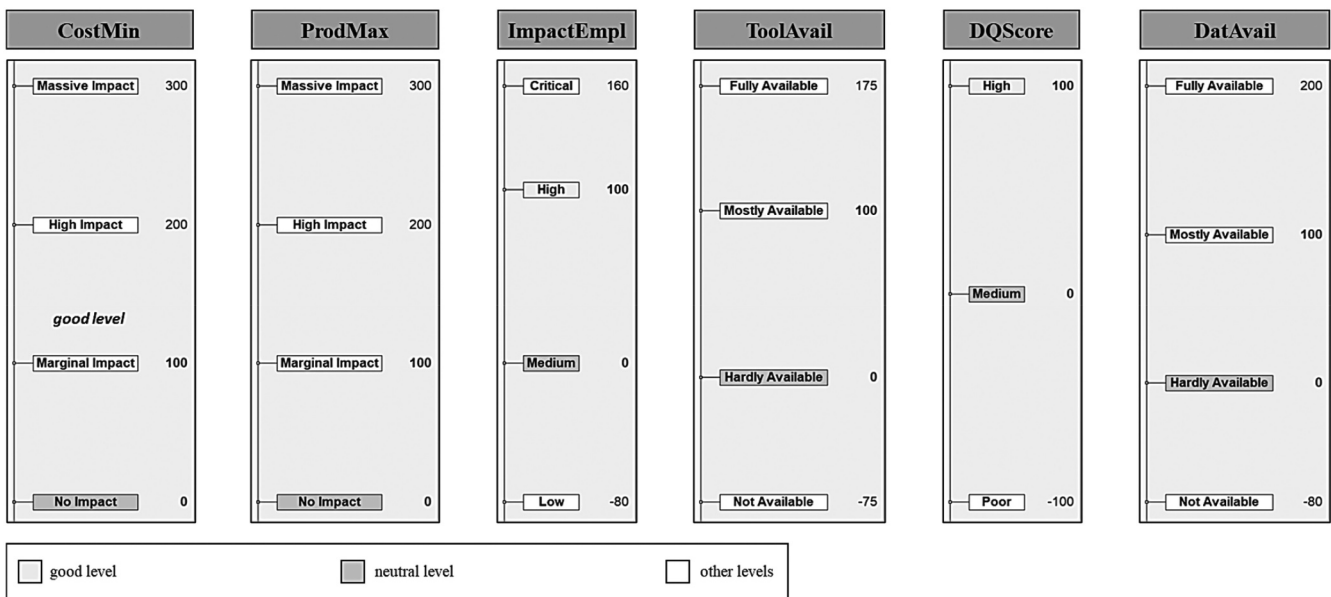 CostMin
ProdMax
ImpactEmpl
ToolAvail
DQScore
DatAvail
Massive Impact 300
High Impact 200
good level
Marginal Impact 100
No Impact 0
Massive Impact 300
High Impact 200
Marginal Impact 100
No Impact 0
Critical 160
High 100
Medium 0
Low -80
Fully Available 175
Mostly Available 100
Hardly Available 0
Not Available -75
High 100
Medium 0
Poor -100
Fully Available 200
Mostly Available 100
Hardly Available 0
Not Available -80
good level
neutral level
other levels